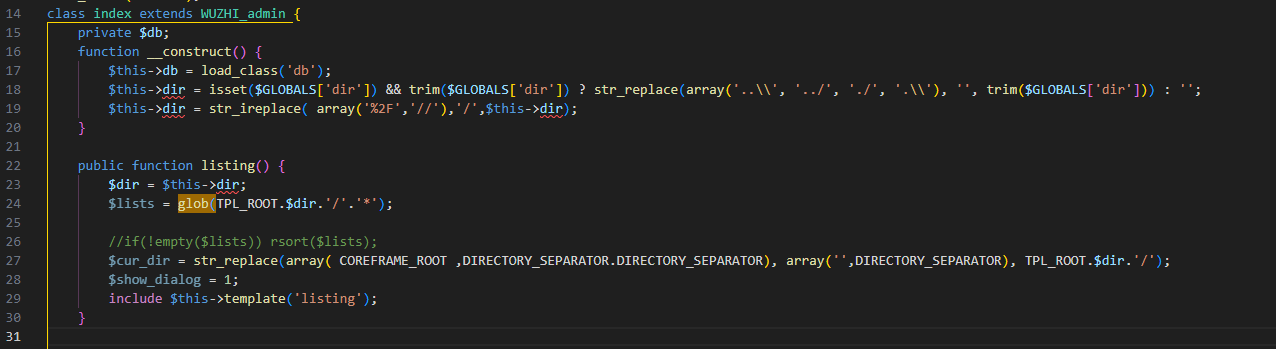 14 class index extends WUZHI_admin {
15     private $db;
16     function __construct() {
17         $this->db = load_class('db');
18         $this->dir = isset($GLOBALS['dir']) && trim($GLOBALS['dir']) ? str_replace(array('..\\', '../', './', '.\\'), '', trim($GLOBALS['dir'])) : '';
19         $this->dir = str_ireplace( array('%2F','//'),'/',$this->dir);
20     }
21
22     public function listing() {
23         $dir = $this->dir;
24         $lists = glob(TPL_ROOT.$dir.'/'.'*');
25
26         //if(!empty($lists)) rsort($lists);
27         $cur_dir = str_replace(array( COREFRAME_ROOT ,DIRECTORY_SEPARATOR.DIRECTORY_SEPARATOR), array('',DIRECTORY_SEPARATOR), TPL_ROOT.$dir.'/');
28         $show_dialog = 1;
29         include $this->template('listing');
30     }
31